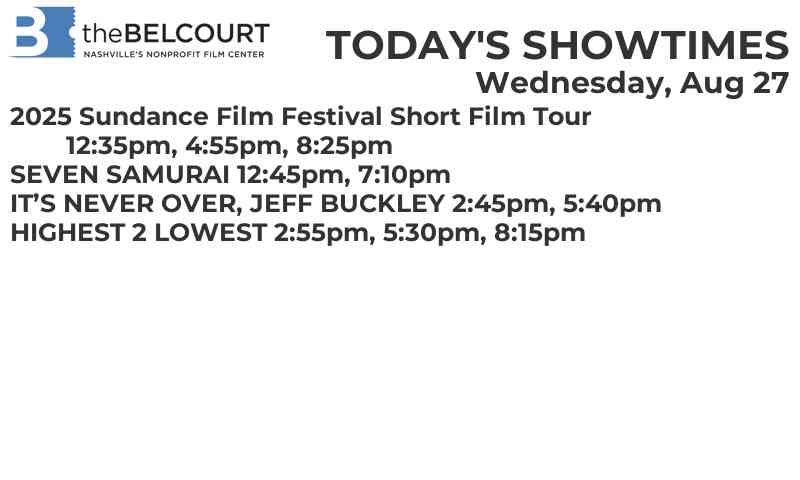 B theBELCOURT
NASHVILLE'S NONPROFIT FILM CENTER
TODAY'S SHOWTIMES
Wednesday, Aug 27
2025 Sundance Film Festival Short Film Tour
12:35pm, 4:55pm, 8:25pm
SEVEN SAMURAI 12:45pm, 7:10pm
IT’S NEVER OVER, JEFF BUCKLEY 2:45pm, 5:40pm
HIGHEST 2 LOWEST 2:55pm, 5:30pm, 8:15pm